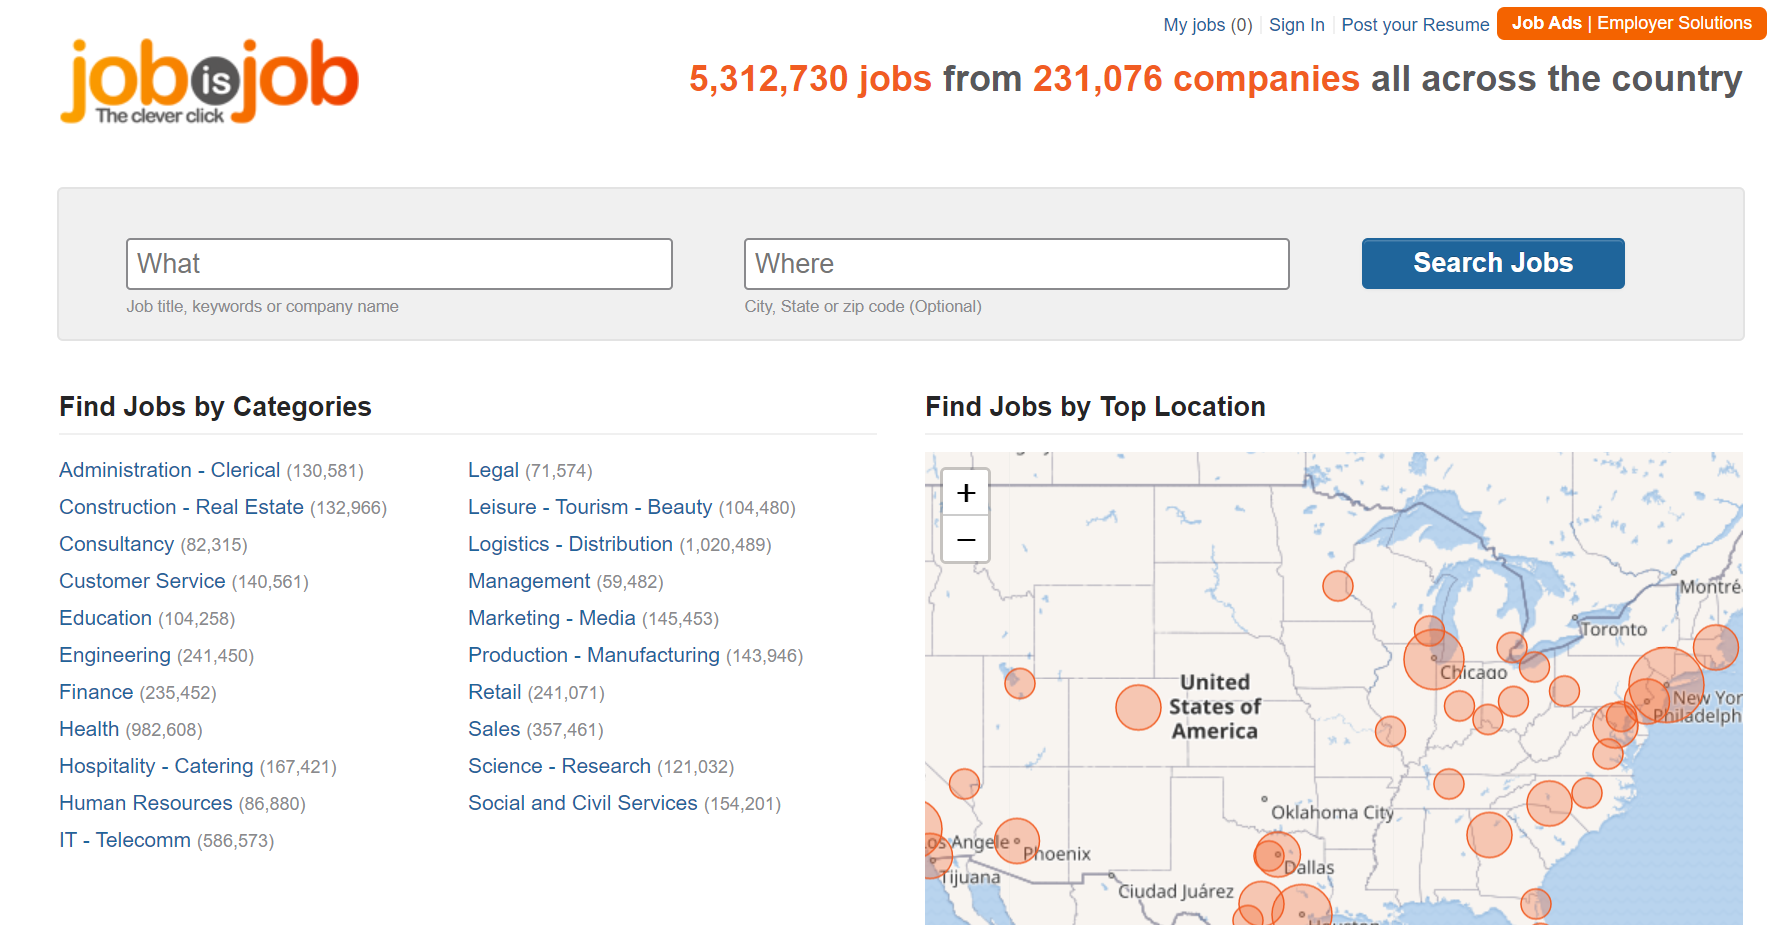 My jobs (0) Sign In Post your Resume Job Ads | Employer Solutions
jobisjob
The clever click
5,312,730 jobs from 231,076 companies all across the country
What
Job title, keywords or company name
Where
City, State or zip code (Optional)
Search Jobs
Find Jobs by Categories
Administration - Clerical (130,581)
Construction - Real Estate (132,966)
Consultancy (82,315)
Customer Service (140,561)
Education (104,258)
Engineering (241,450)
Finance (235,452)
Health (982,608)
Hospitality - Catering (167,421)
Human Resources (86,880)
IT - Telecomm (586,573)
Legal (71,574)
Leisure - Tourism - Beauty (104,480)
Logistics - Distribution (1,020,489)
Management (59,482)
Marketing - Media (145,453)
Production - Manufacturing (143,946)
Retail (241,071)
Sales (357,461)
Science - Research (121,032)
Social and Civil Services (154,201)
Find Jobs by Top Location
+
−
Montré
Toronto
Chicago
New Yor
Philadelph
United
States of
America
Oklahoma City
os Angele
Phoenix
Tijuana
Dallas
Ciudad Juárez
Houston